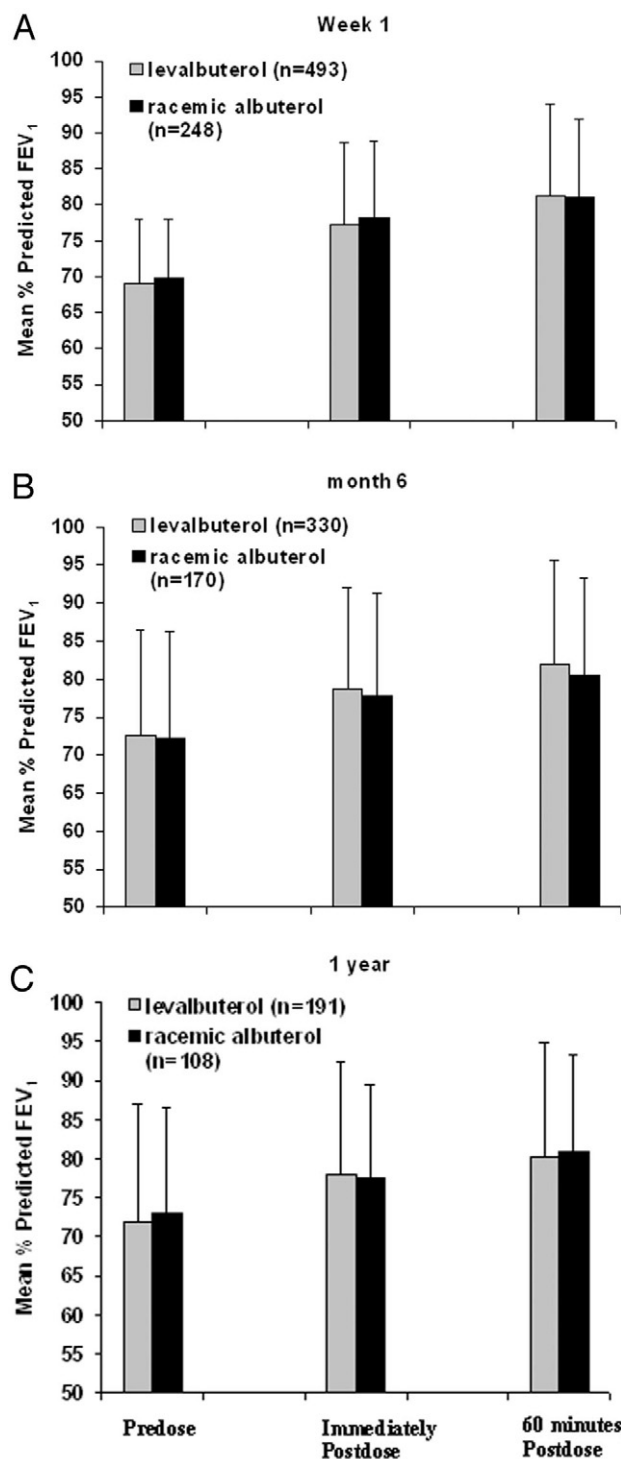 A
Week 1
levalbuterol (n=493)
racemic albuterol
(n=248)
Mean % Predicted FEV1
100
95
90
85
80
75
70
65
60
55
50
B
month 6
levalbuterol (n=330)
racemic albuterol
(n=170)
Mean % Predicted FEV1
100
95
90
85
80
75
70
65
60
55
50
C
1 year
levalbuterol (n=191)
racemic albuterol
(n=108)
Mean % Predicted FEV1
100
95
90
85
80
75
70
65
60
55
50
Predose
Immediately
Postdose
60 minutes
Postdose